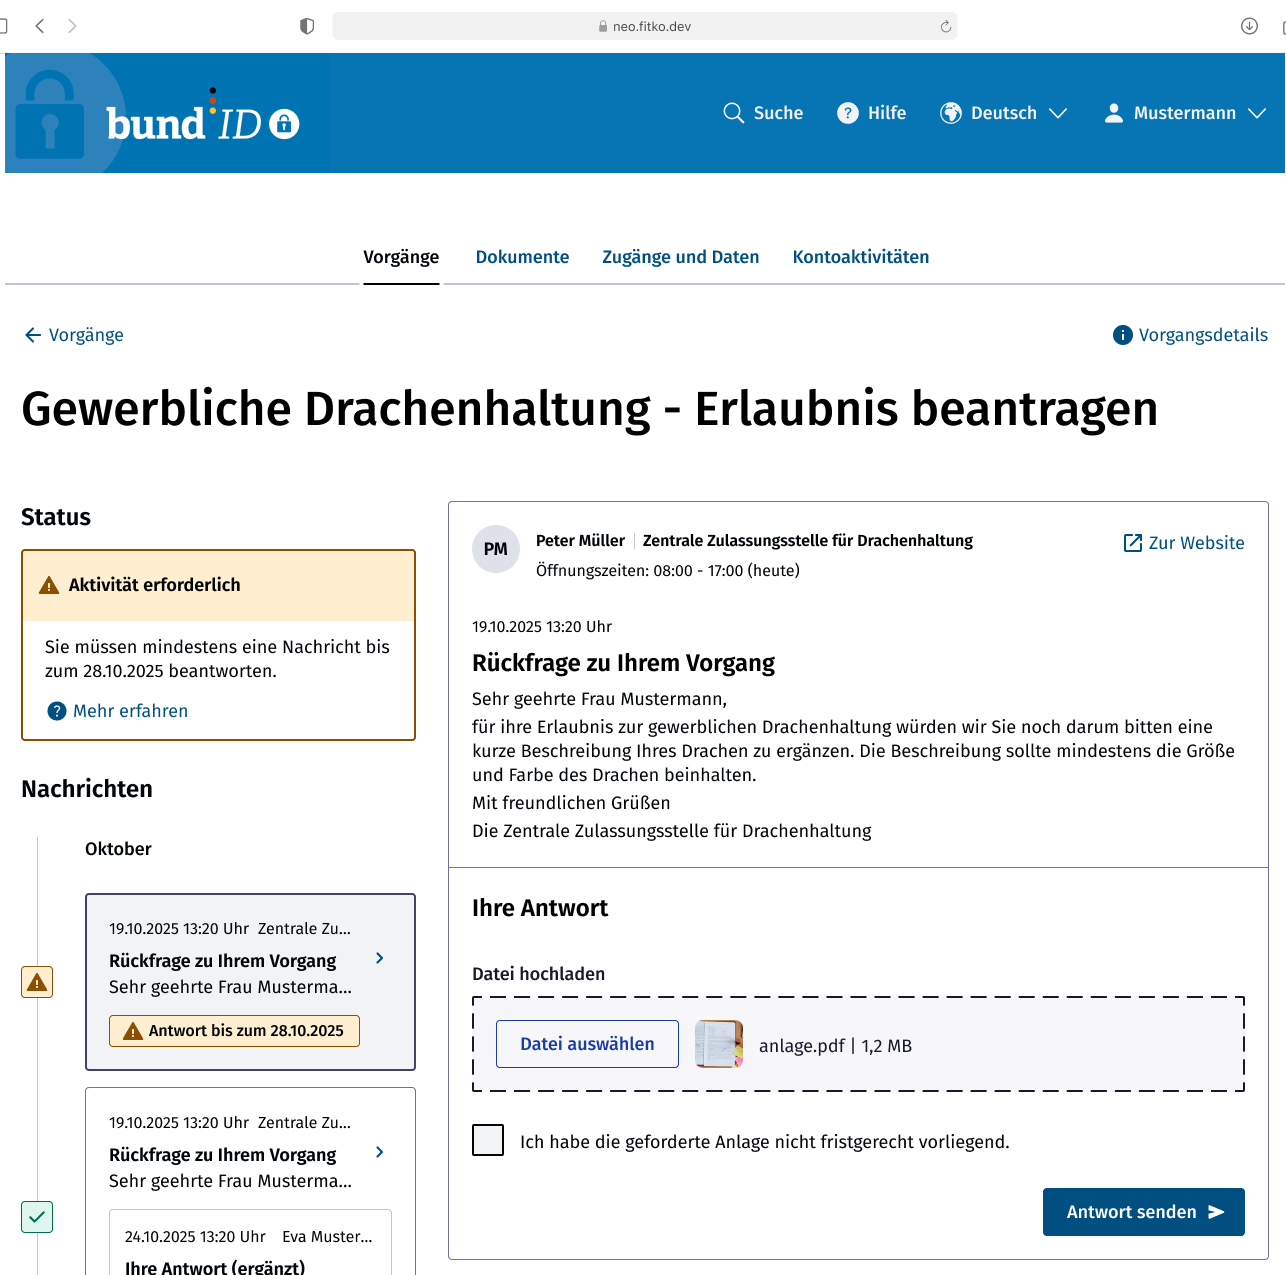 neo.fitko.dev
bund ID
Suche
Hilfe
Deutsch
Mustermann
Vorgänge
Dokumente
Zugänge und Daten
Kontoaktivitäten
Vorgänge
Vorgangsdetails
Gewerbliche Drachenhaltung - Erlaubnis beantragen
Status
Aktivität erforderlich
Sie müssen mindestens eine Nachricht bis
zum 28.10.2025 beantworten.
Mehr erfahren
Nachrichten
Oktober
19.10.2025 13:20 Uhr Zentrale Zu...
Rückfrage zu Ihrem Vorgang
Sehr geehrte Frau Musterma...
Antwort bis zum 28.10.2025
19.10.2025 13:20 Uhr Zentrale Zu...
Rückfrage zu Ihrem Vorgang
Sehr geehrte Frau Musterma...
24.10.2025 13:20 Uhr Eva Muster...
Ihre Antwort (ergänzt)
PM
Peter Müller
Zentrale Zulassungsstelle für Drachenhaltung
Öffnungszeiten: 08:00 - 17:00 (heute)
Zur Website
19.10.2025 13:20 Uhr
Rückfrage zu Ihrem Vorgang
Sehr geehrte Frau Mustermann,
für ihre Erlaubnis zur gewerblichen Drachenhaltung würden wir Sie noch darum bitten eine
kurze Beschreibung Ihres Drachen zu ergänzen. Die Beschreibung sollte mindestens die Größe
und Farbe des Drachen beinhalten.
Mit freundlichen Grüßen
Die Zentrale Zulassungsstelle für Drachenhaltung
Ihre Antwort
Datei hochladen
Datei auswählen
anlage.pdf | 1,2 MB
Ich habe die geforderte Anlage nicht fristgerecht vorliegend.
Antwort senden